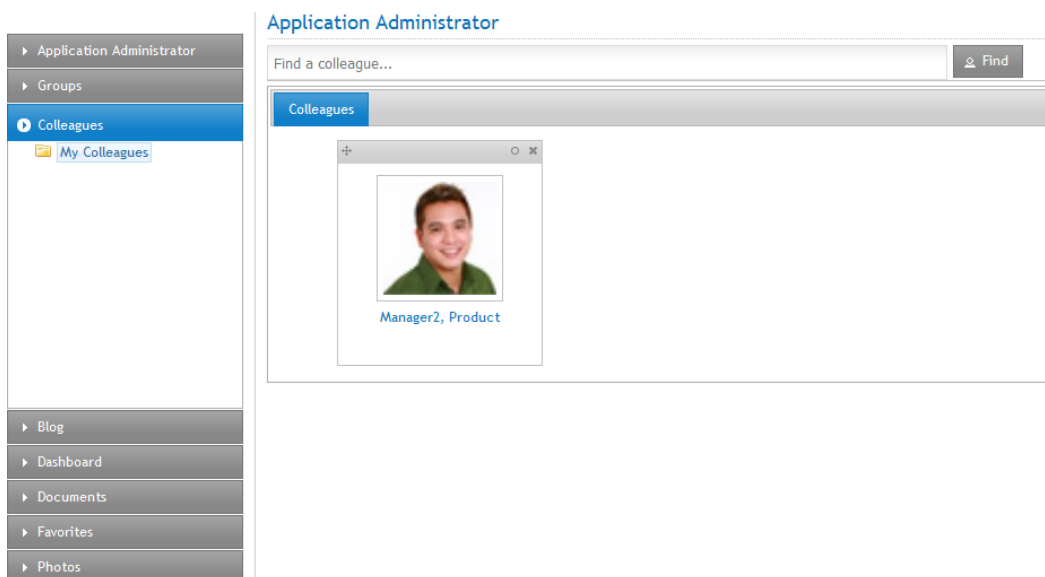 Application Administrator
Application Administrator
Groups
Colleagues
My Colleagues
Blog
Dashboard
Documents
Favorites
Photos
Find a colleague...
Find
Colleagues
Manager2, Product